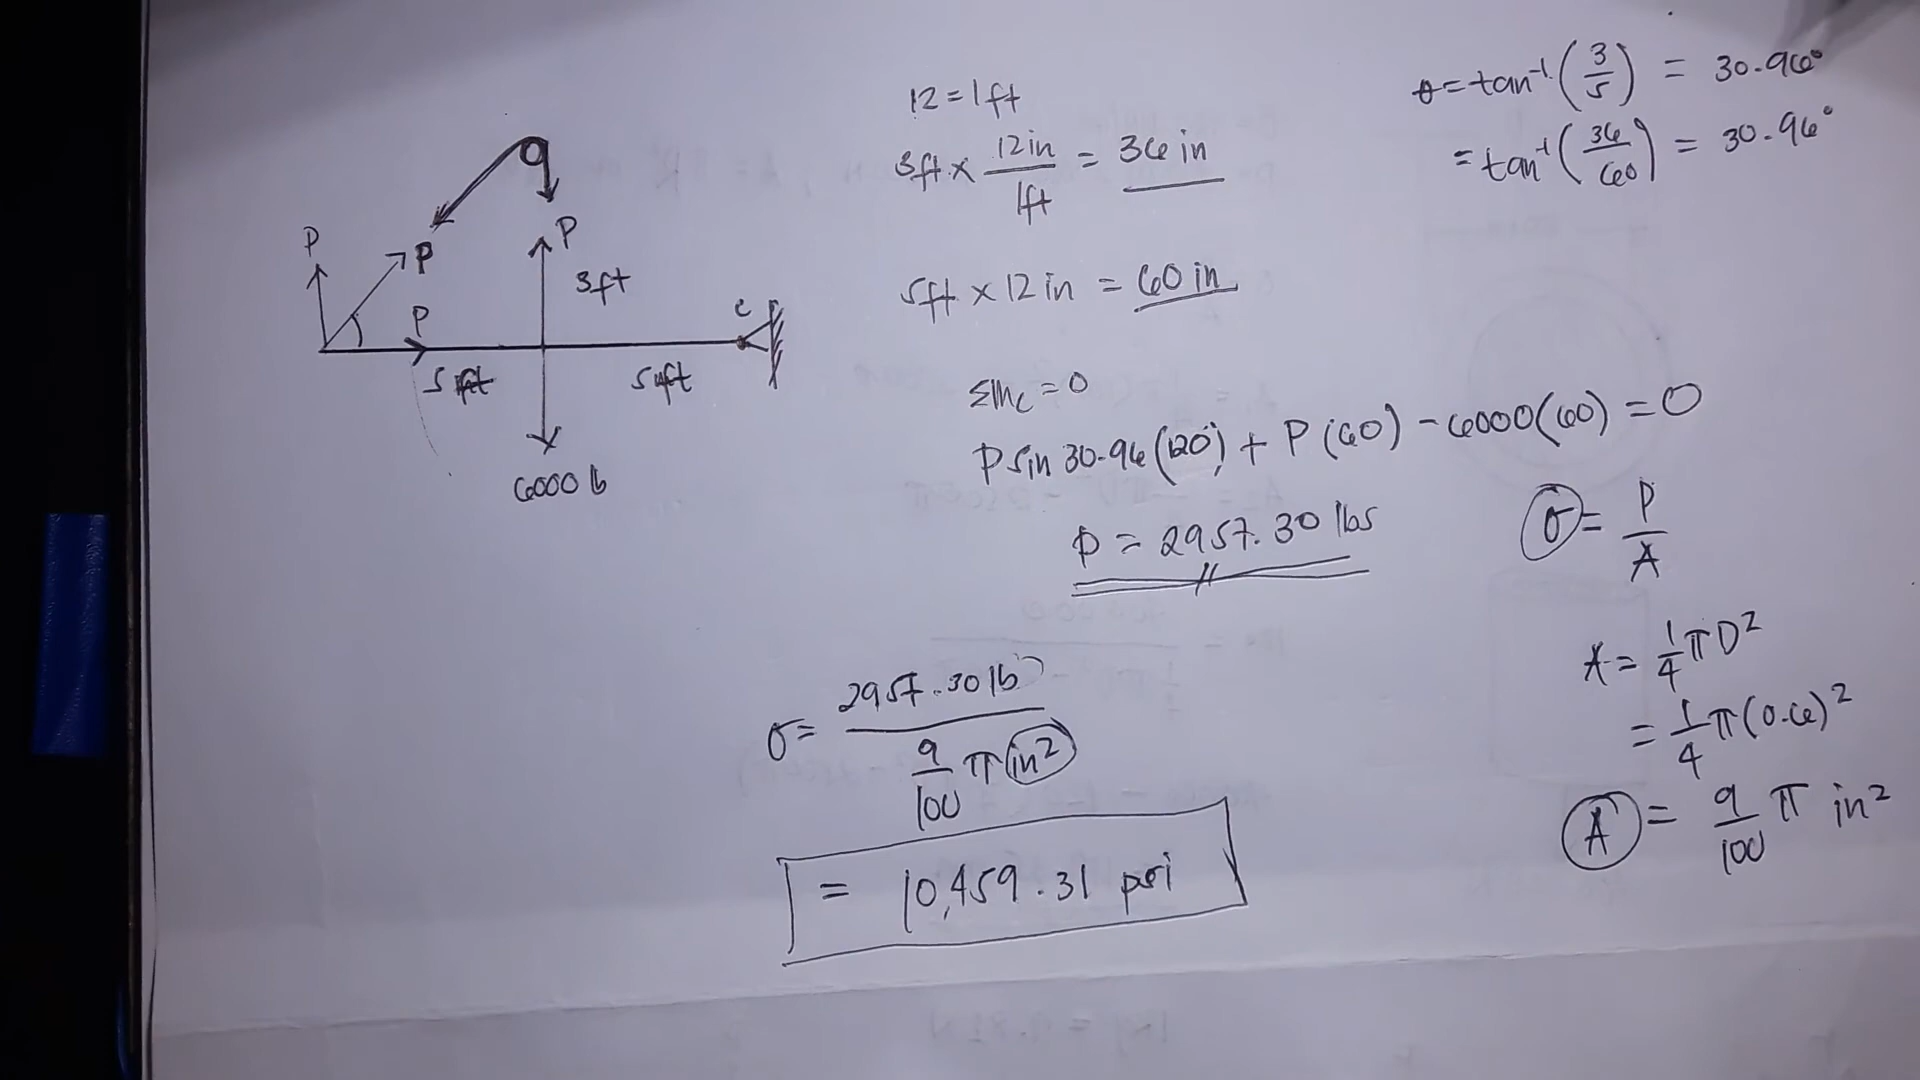 P
P
P
P
3ft
5ft
5ft
c
6000 lb
12 = 1ft
3ft x 12in / 1ft = 36 in
5ft x 12 in = 60 in
θ = tan⁻¹ (3/5) = 30.96°
= tan⁻¹ (36/60) = 30.96°
ΣMc = 0
P sin 30.96 (120) + P (60) - 6000(60) = 0
P = 2957.30 lbs
σ = P/A
A = 1/4 π D²
= 1/4 π (0.6)²
A = 9/100 π in²
σ = 2957.30 lb / 9/100 π in²
= 10,459.31 psi